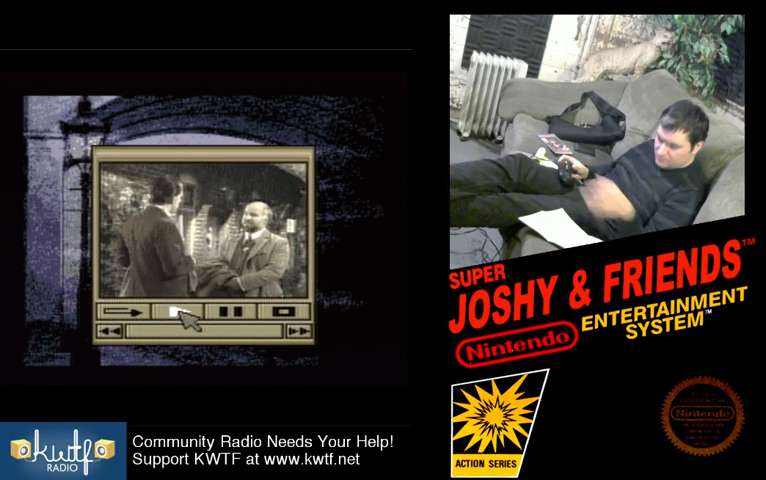 SUPER
JOSHY & FRIENDS™
Nintendo
ENTERTAINMENT
SYSTEM™
Nintendo
ACTION SERIES
kwtf
RADIO
Community Radio Needs Your Help!
Support KWTF at www.kwtf.net